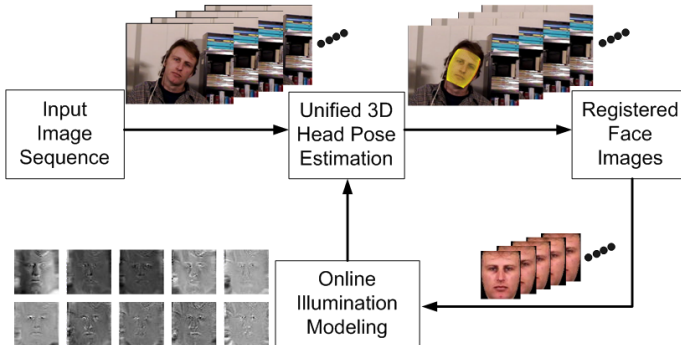 Input
Image
Sequence
Unified 3D
Head Pose
Estimation
Registered
Face
Images
Online
Illumination
Modeling